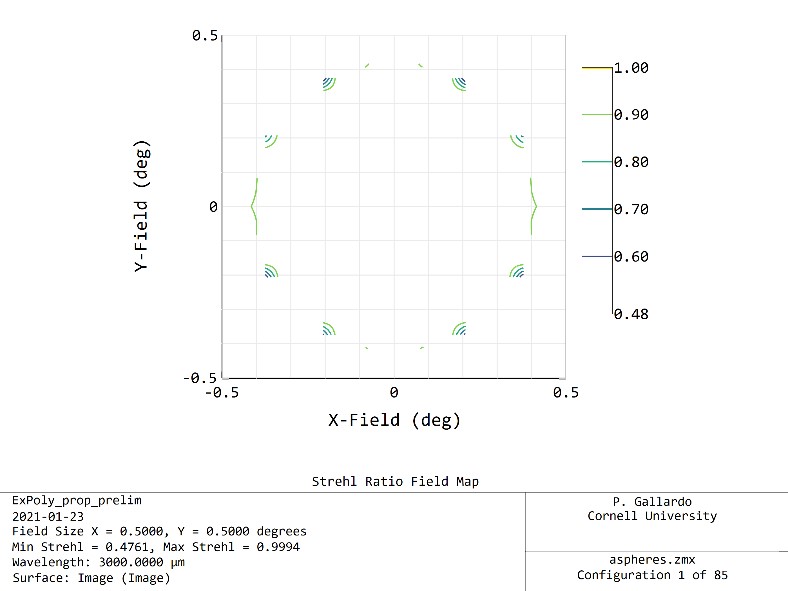 0.5
0
-0.5
Y-Field (deg)
-0.5
0
0.5
X-Field (deg)
1.00
0.90
0.80
0.70
0.60
0.48
Strehl Ratio Field Map
ExPoly_prop_prelim
2021-01-23
Field Size X = 0.5000, Y = 0.5000 degrees
Min Strehl = 0.4761, Max Strehl = 0.9994
Wavelength: 3000.0000 µm
Surface: Image (Image)
P. Gallardo
Cornell University
aspheres.zmx
Configuration 1 of 85